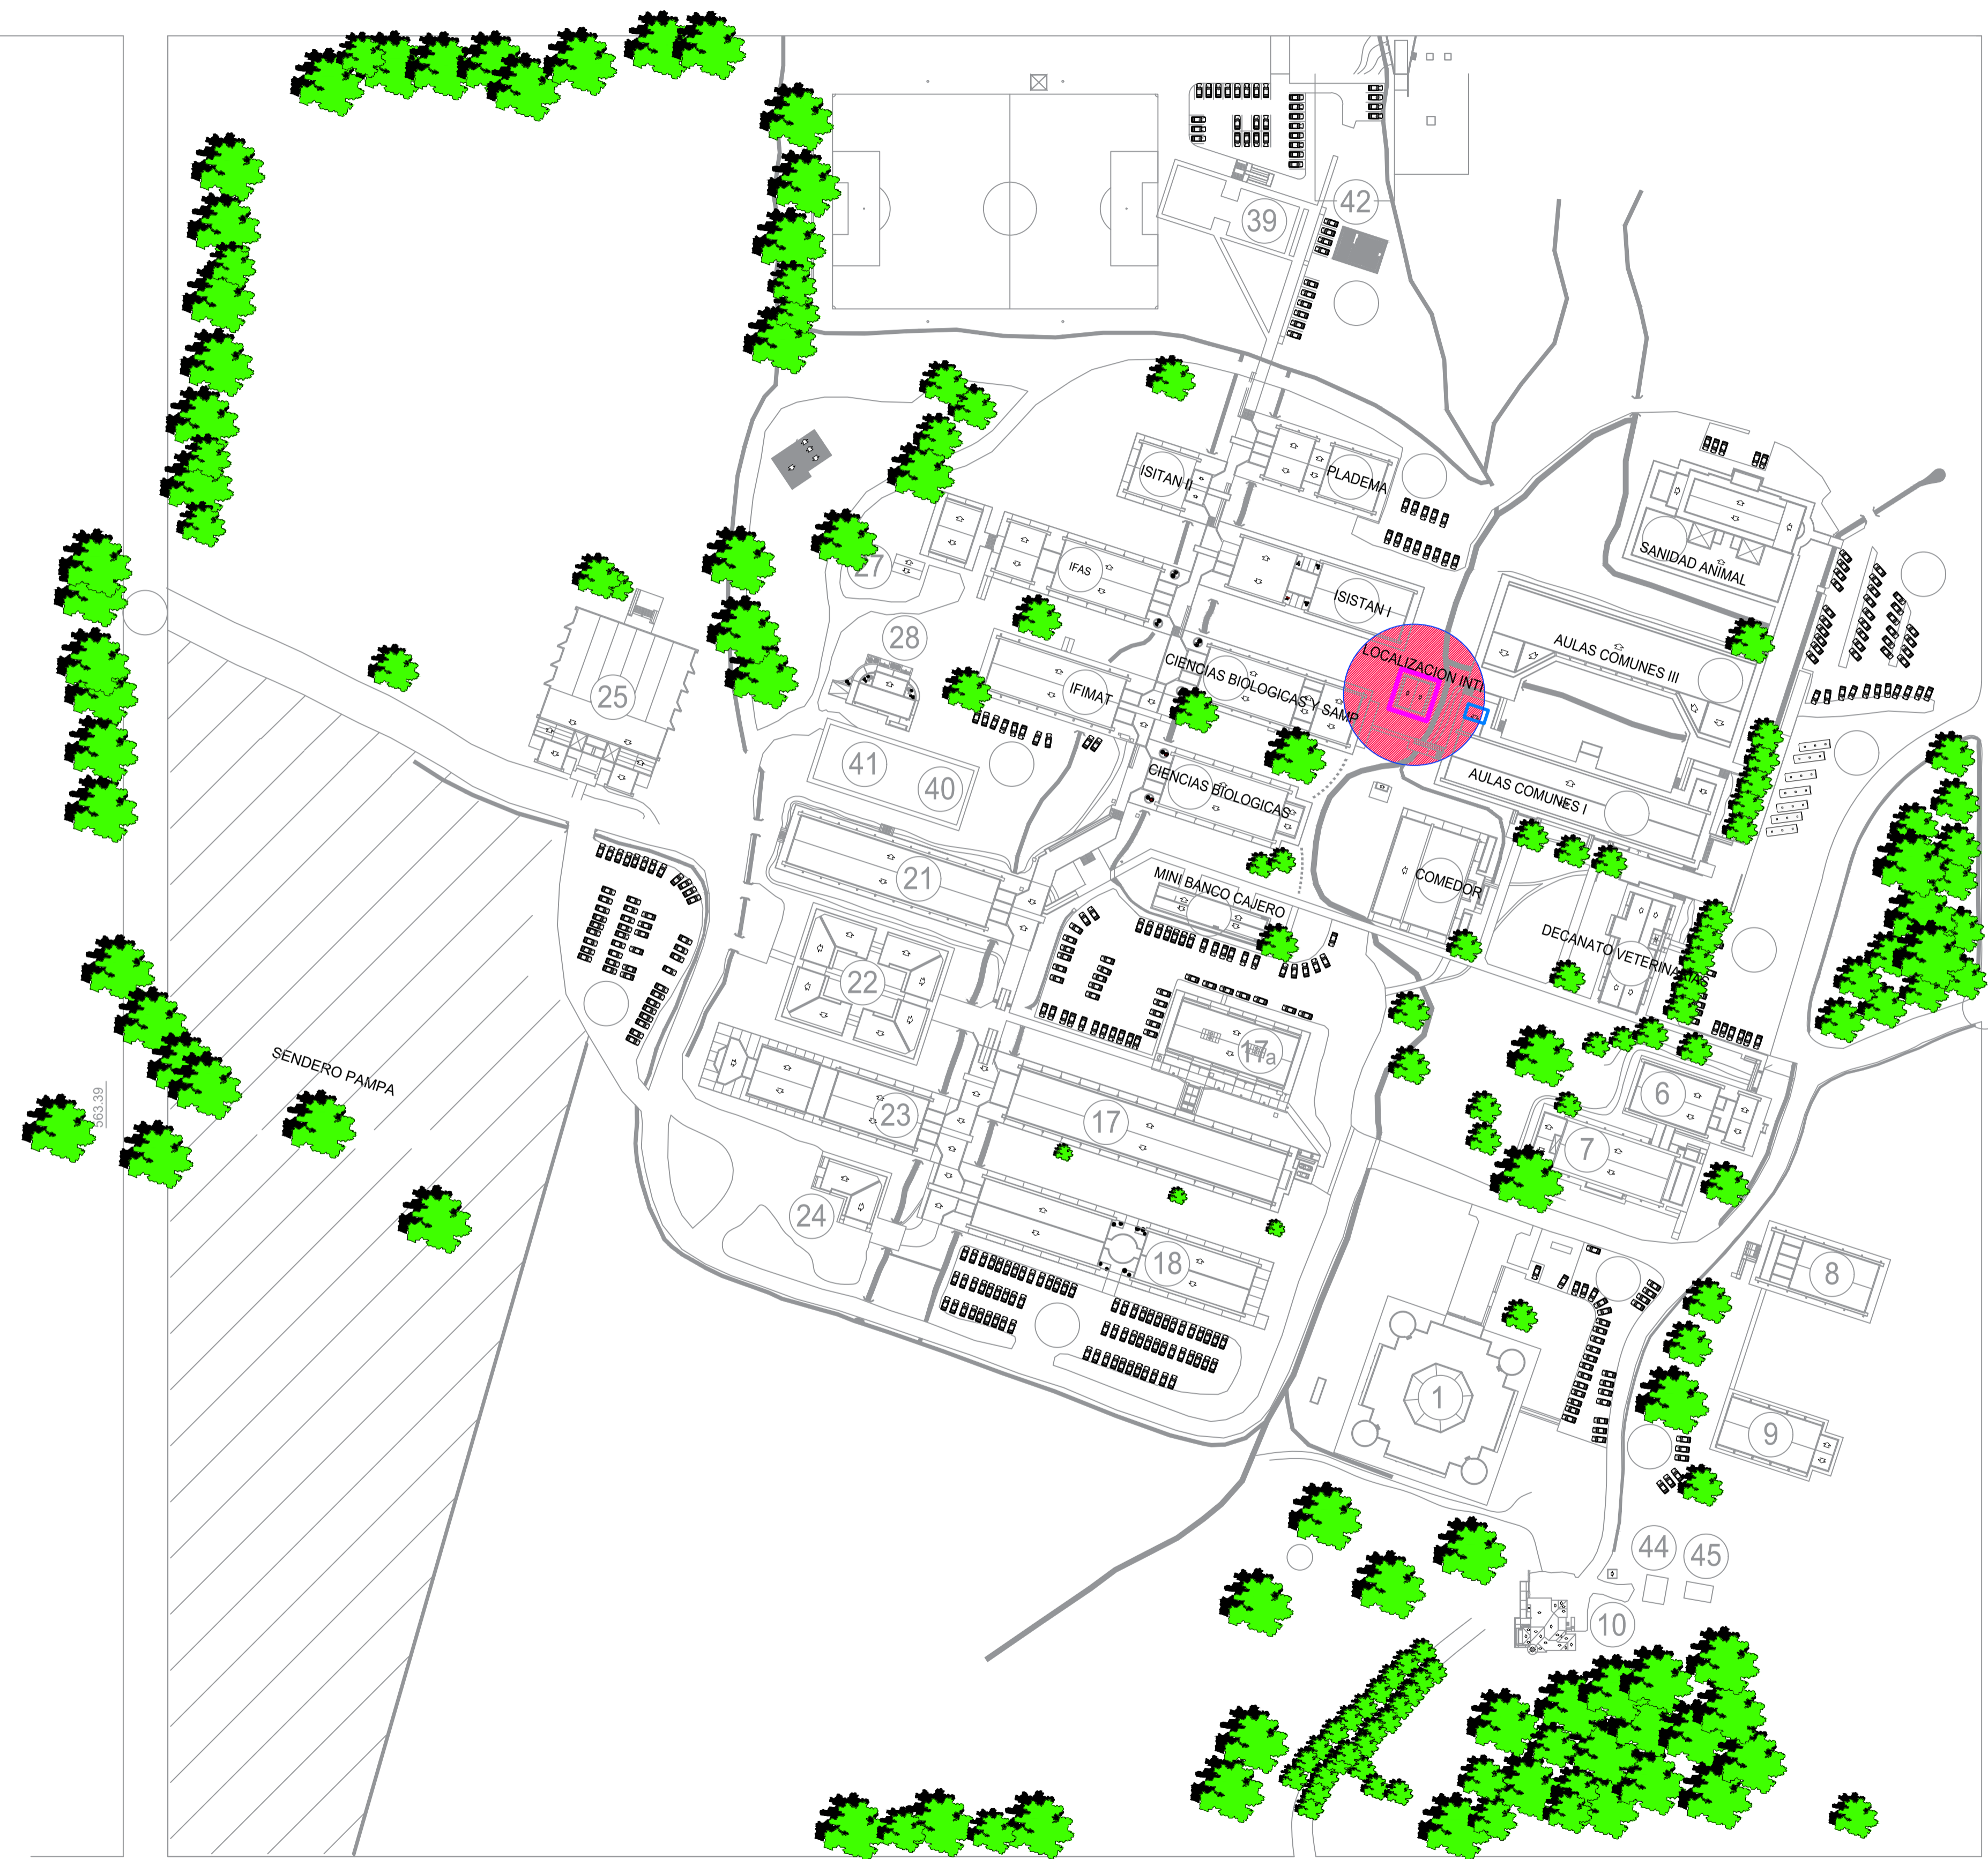 42
39
ISITAN II
PLADEMA
27
IFAS
SANIDAD ANIMAL
ISISTAN I
28
AULAS COMUNES III
LOCALIZACION INTI
CIENCIAS BIOLOGICAS Y SAMP
25
IFIMAT
41
40
CIENCIAS BIOLOGICAS
AULAS COMUNES I
21
MINI BANCO CAJERO
COMEDOR
DECANATO VETERINARIAS
22
17a
SENDERO PAMPA
563.39
23
17
6
7
24
18
8
1
9
44
45
10